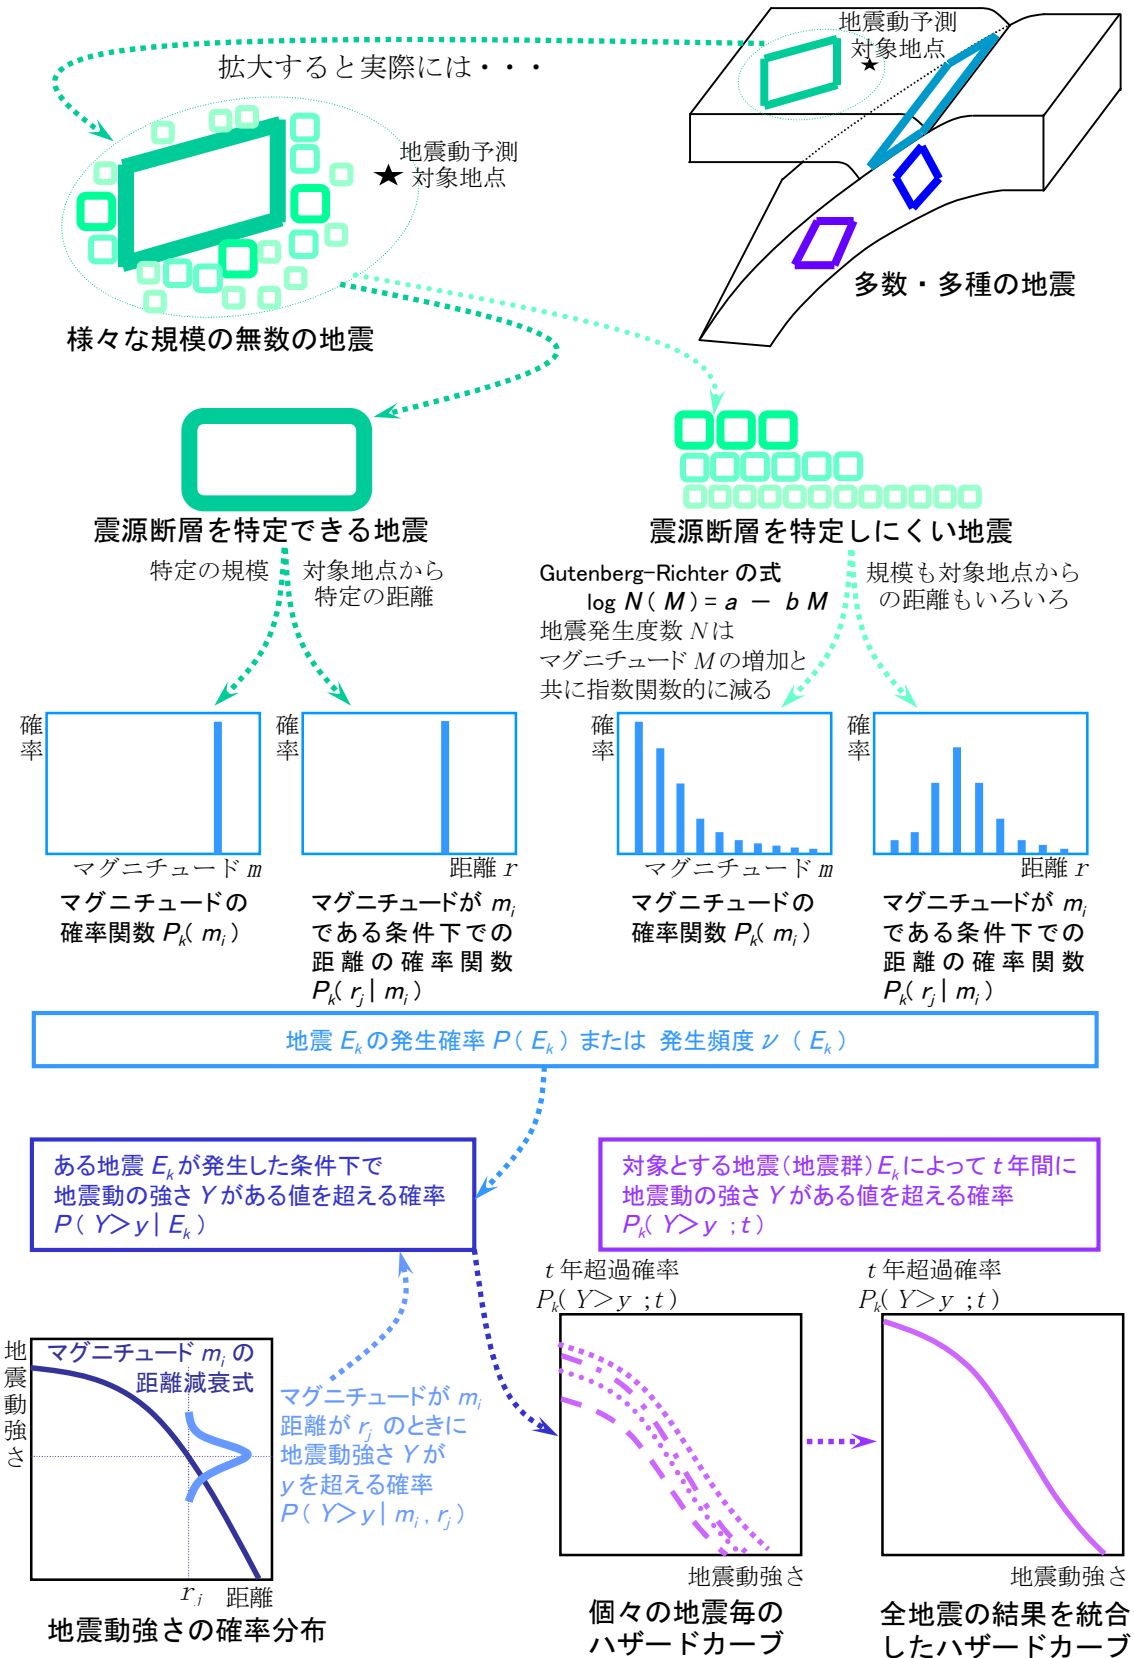 地震動予測
対象地点
拡大すると実際には・・・
地震動予測
対象地点
多数・多種の地震
様々な規模の無数の地震
震源断層を特定できる地震
特定の規模
対象地点から
特定の距離
震源断層を特定しにくい地震
Gutenberg-Richter の式
log N ( M ) = a － b M
地震発生度数 N は
マグニチュード M の増加と
共に指数関数的に減る
規模も対象地点から
の距離もいろいろ
確率
マグニチュード m
確率
距離 r
確率
マグニチュード m
確率
距離 r
マグニチュードの
確率関数 Pk( mi )
マグニチュードが mi
である条件下での
距離の確率関数
Pk( rj | mi )
マグニチュードの
確率関数 Pk( mi )
マグニチュードが mi
である条件下での
距離の確率関数
Pk( rj | mi )
地震 Ek の発生確率 P ( Ek ) または 発生頻度 ν ( Ek )
ある地震 Ek が発生した条件下で
地震動の強さ Y がある値を超える確率
P ( Y＞y | Ek )
対象とする地震（地震群）Ek によって t 年間に
地震動の強さ Y がある値を超える確率
Pk( Y＞y ; t )
地震動強さ
マグニチュード mi の
距離減衰式
rj 距離
地震動強さの確率分布
マグニチュードが mi
距離が rj のときに
地震動強さ Y が
y を超える確率
P ( Y＞y | mi , rj )
t 年超過確率
Pk( Y＞y ; t )
地震動強さ
個々の地震毎の
ハザードカーブ
t 年超過確率
Pk( Y＞y ; t )
地震動強さ
全地震の結果を統合
したハザードカーブ